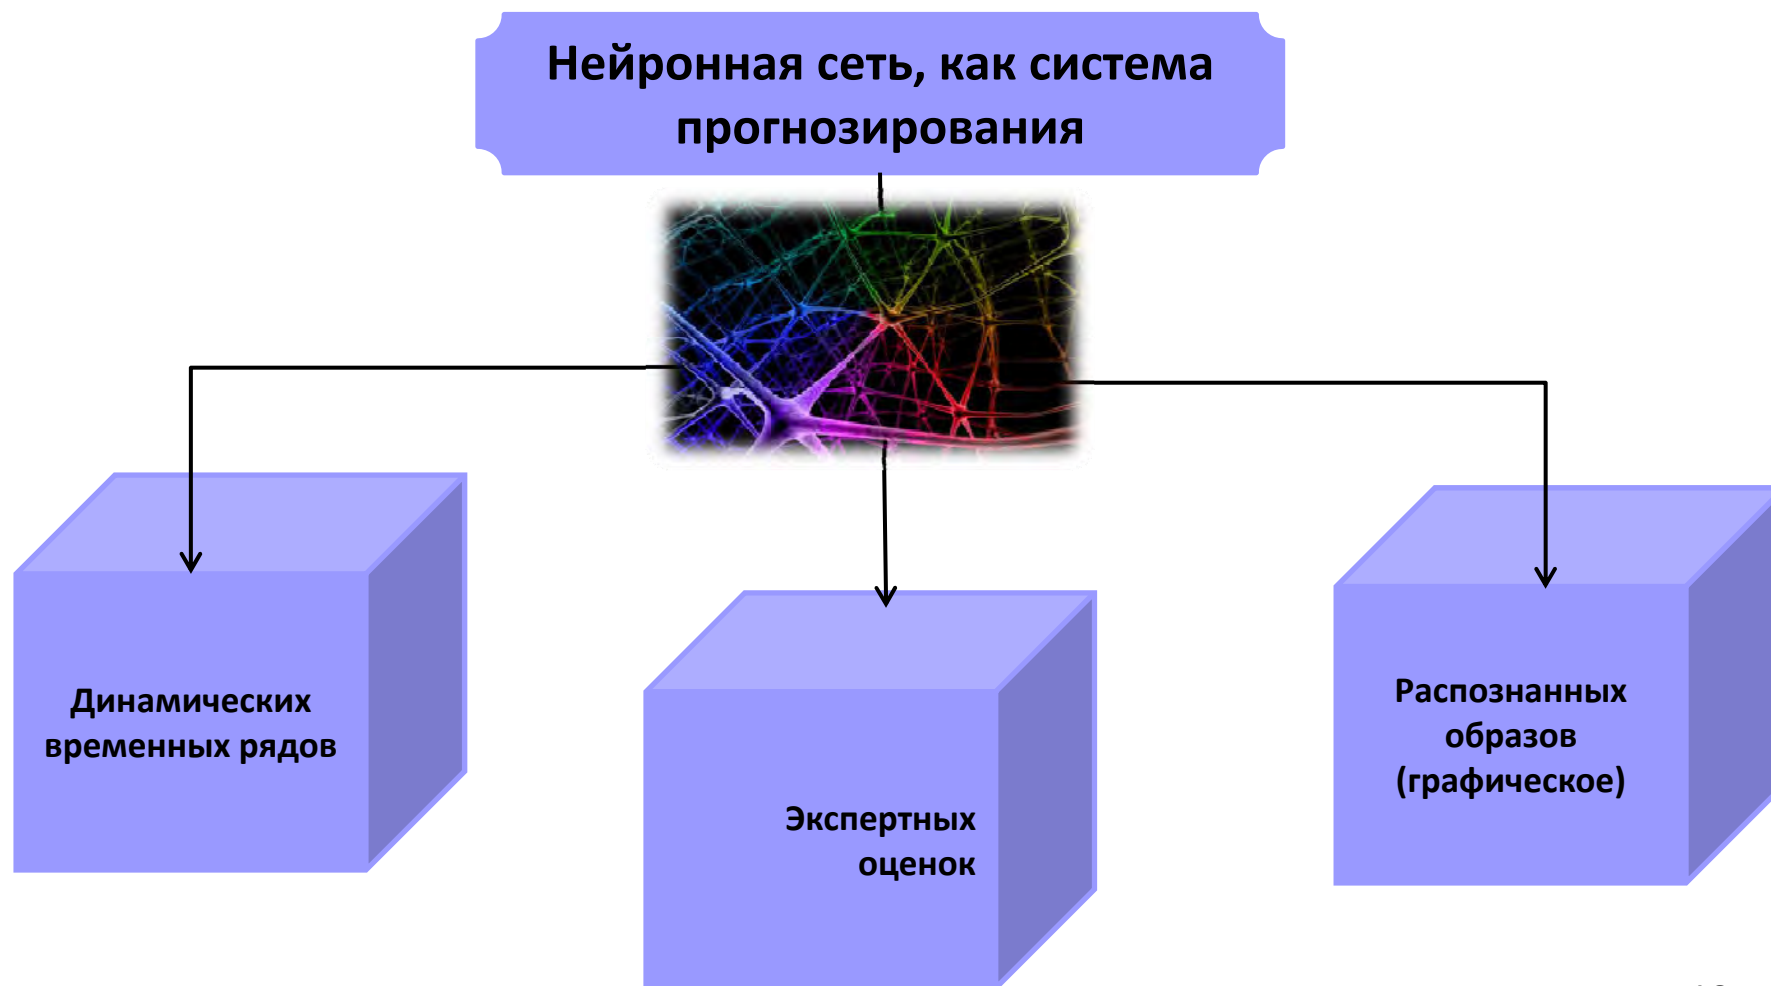 Нейронная сеть, как система
прогнозирования
Динамических
временных рядов
Экспертных
оценок
Распознанных
образов
(графическое)